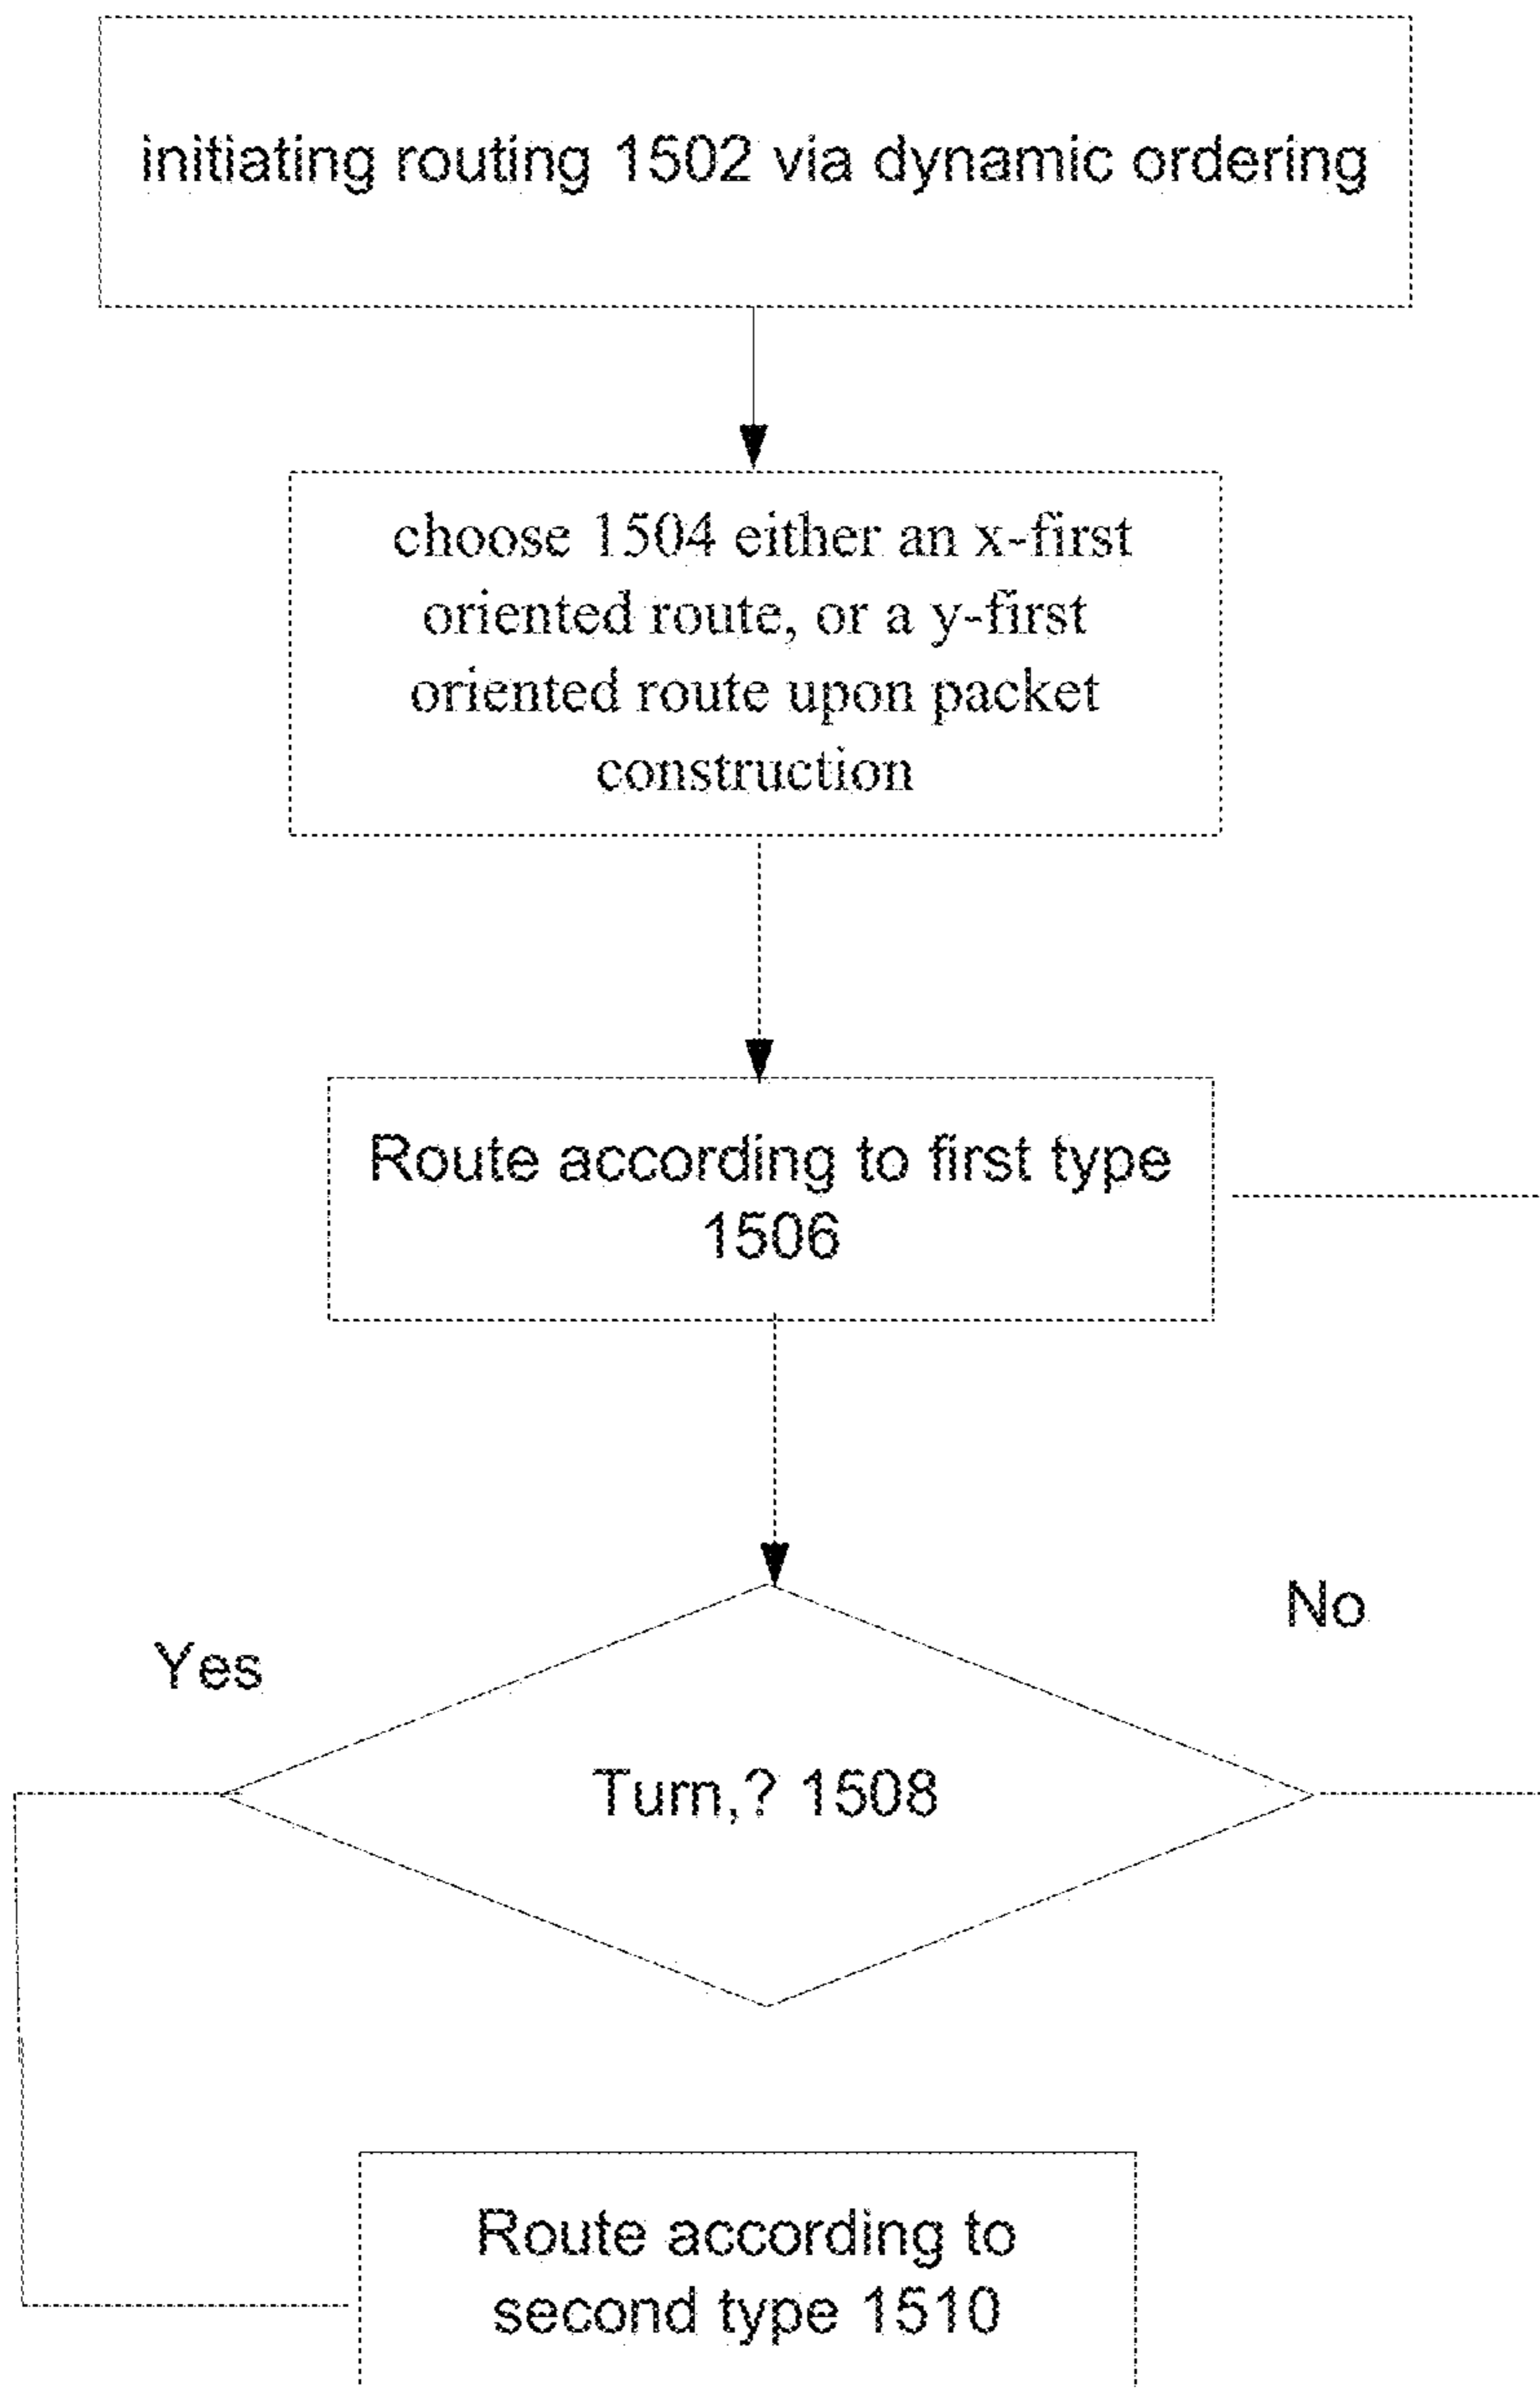 initiating routing 1502 via dynamic ordering
choose 1504 either an x-first
oriented route, or a y-first
oriented route upon packet
construction
Route according to first type
1506
No
Yes
Turn,? 1508
Route according to
second type 1510